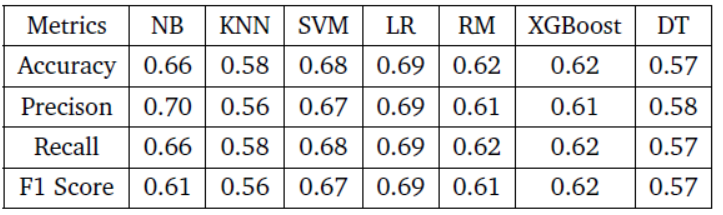 Metrics NB KNN SVM LR RM XGBoost DT
Accuracy 0.66 0.58 0.68 0.69 0.62 0.62 0.57
Precison 0.70 0.56 0.67 0.69 0.61 0.61 0.58
Recall 0.66 0.58 0.68 0.69 0.62 0.62 0.57
F1 Score 0.61 0.56 0.67 0.69 0.61 0.62 0.57